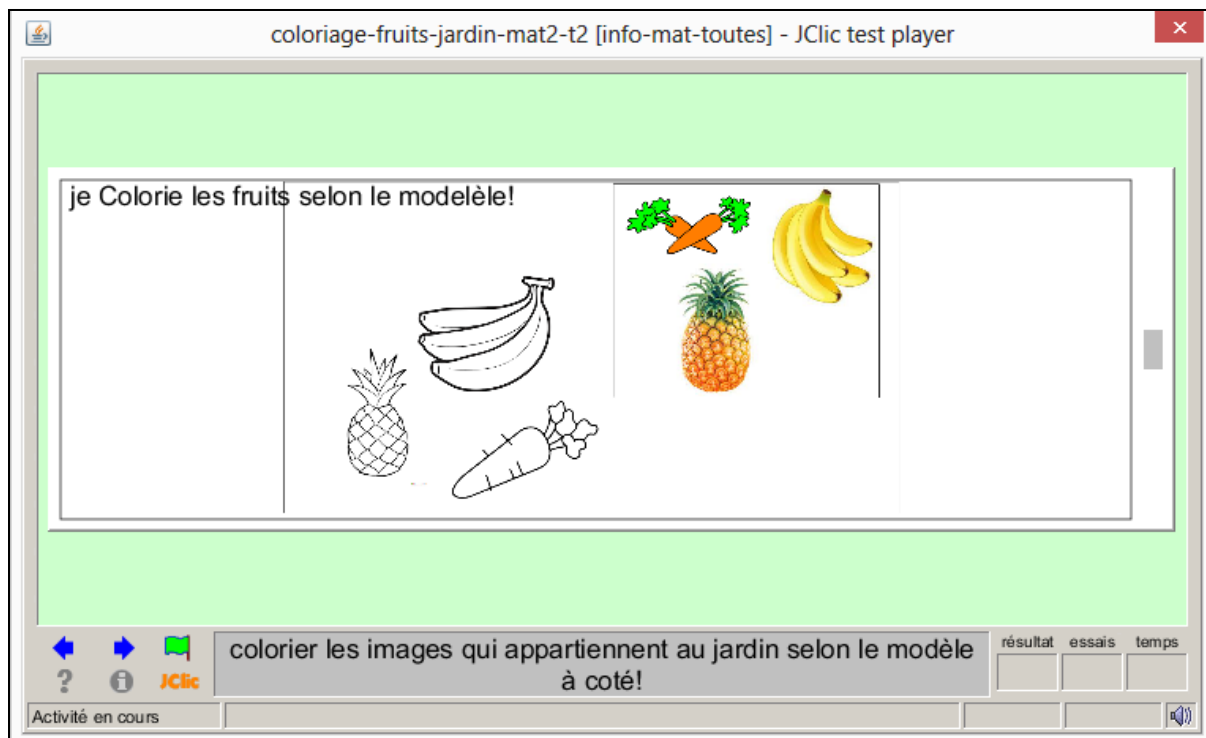 coloriage-fruits-jardin-mat2-t2 [info-mat-toutes] - JClic test player
je Colorie les fruits selon le modelèle!
colorier les images qui appartiennent au jardin selon le modèle
à coté!
résultat essais temps
JClic
Activité en cours